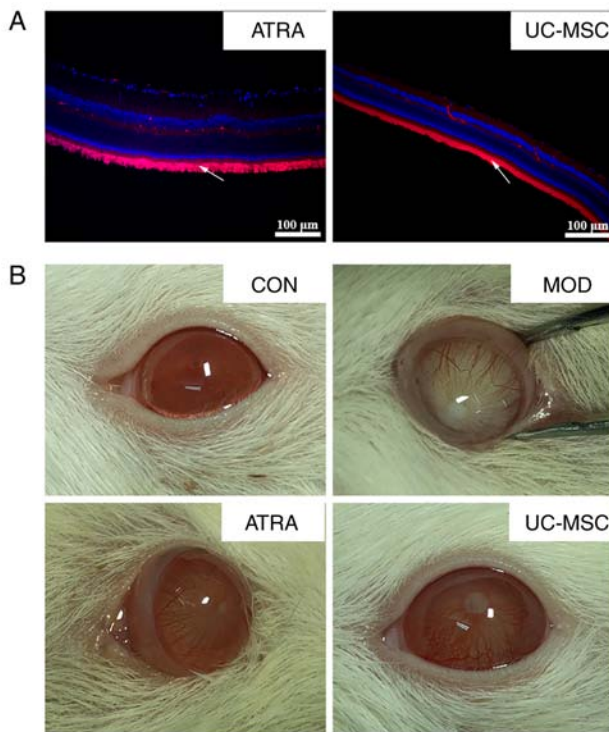 A
ATRA
UC-MSC
100 µm
100 µm
B
CON
MOD
ATRA
UC-MSC